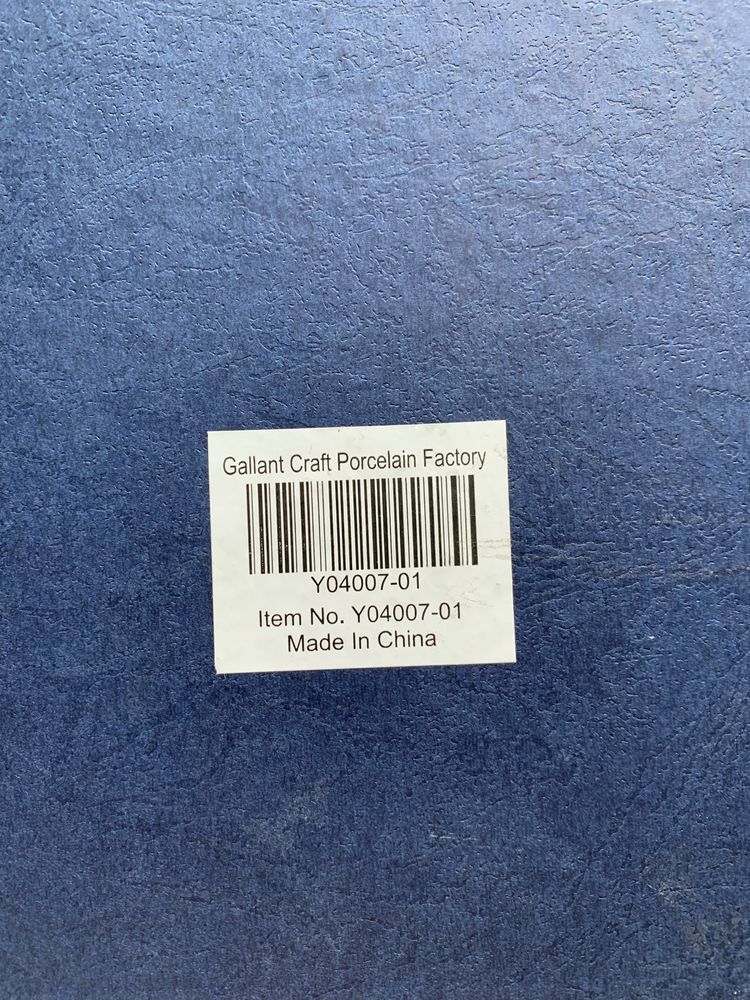 Gallant Craft Porcelain Factory
Y04007-01
Item No. Y04007-01
Made In China